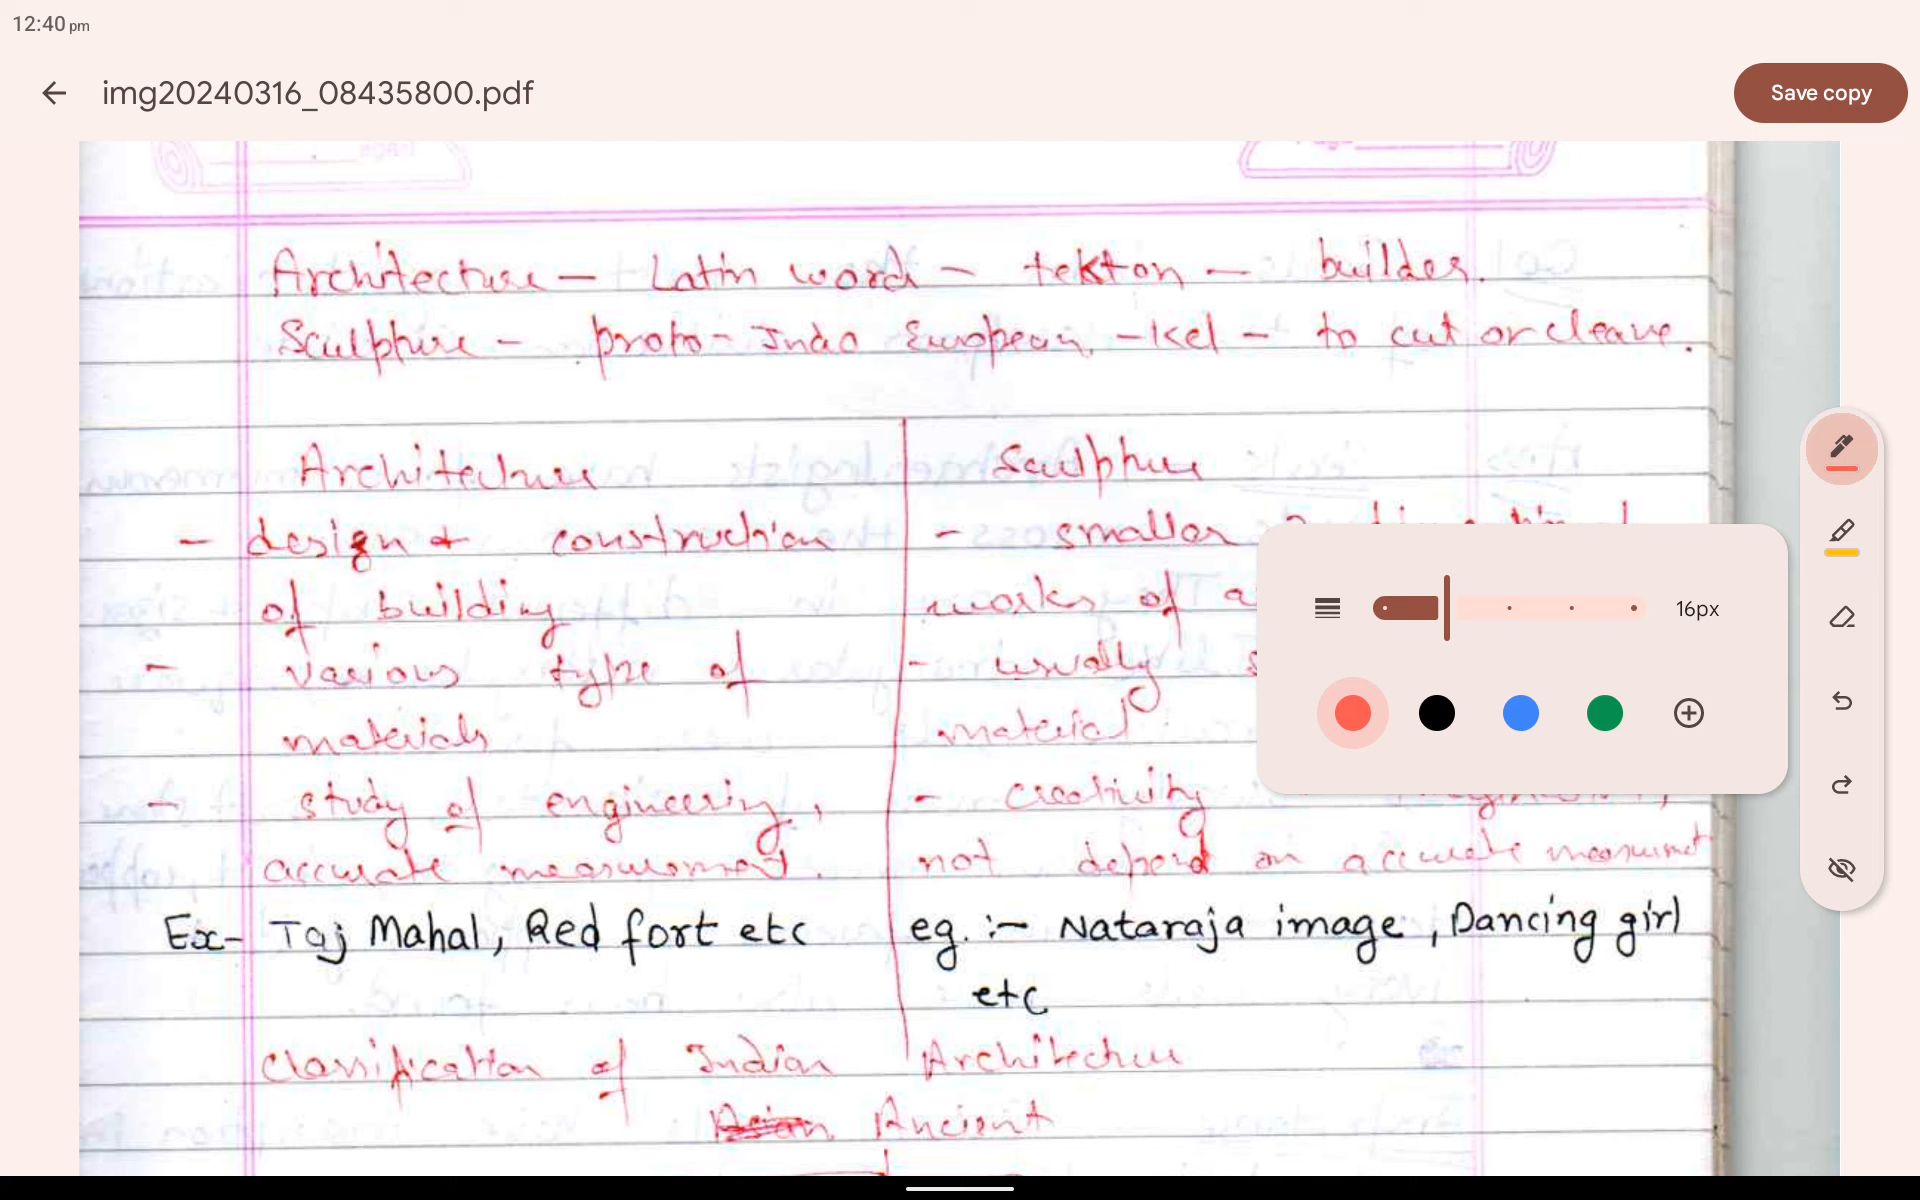 12:40 pm
img20240316_08435800.pdf
Save copy
Architecture — Latin word — tekton — builder.
Sculpture - proto-Indo European - Kel - to cut or cleave.
Architecture
Sculpture
- design & construction
- smaller
of building
works of a
- various type of
- usually s
materials
material
- study of engineering,
- Creativity
accurate measurement.
not depend on accurate measurement
Ex- Taj Mahal, Red fort etc
eg. :- Nataraja image, Dancing girl
etc
Classification of Indian Architecture
Ancient
16px